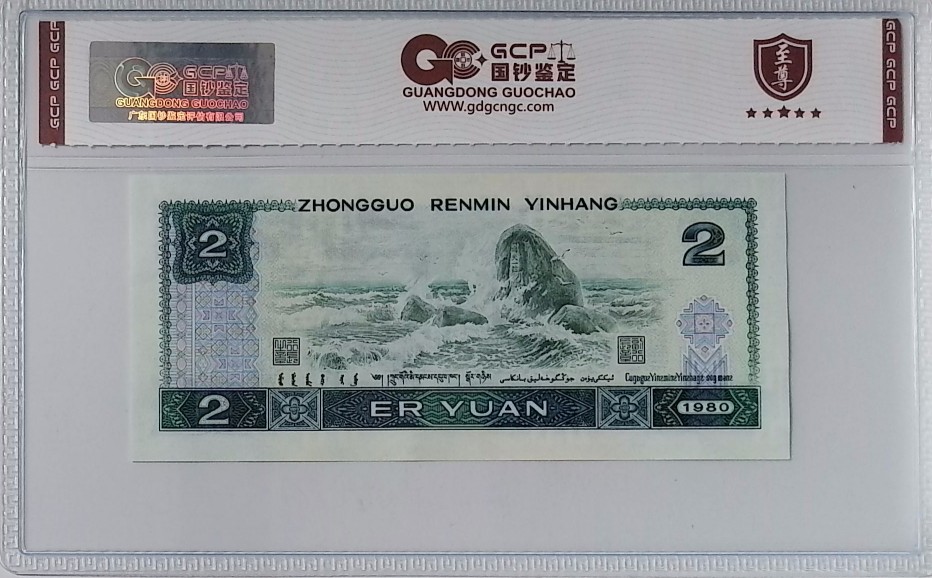 GCP GCP GCP
GCP
国钞鉴定
GUANGDONG GUOCHAO
广东国钞鉴定评估有限公司
GCP
国钞鉴定
GUANGDONG GUOCHAO
www.gdgcngc.com
至尊
GCP GCP GCP
ZHONGGUO RENMIN YINHANG
2
2
2
ER YUAN
1980